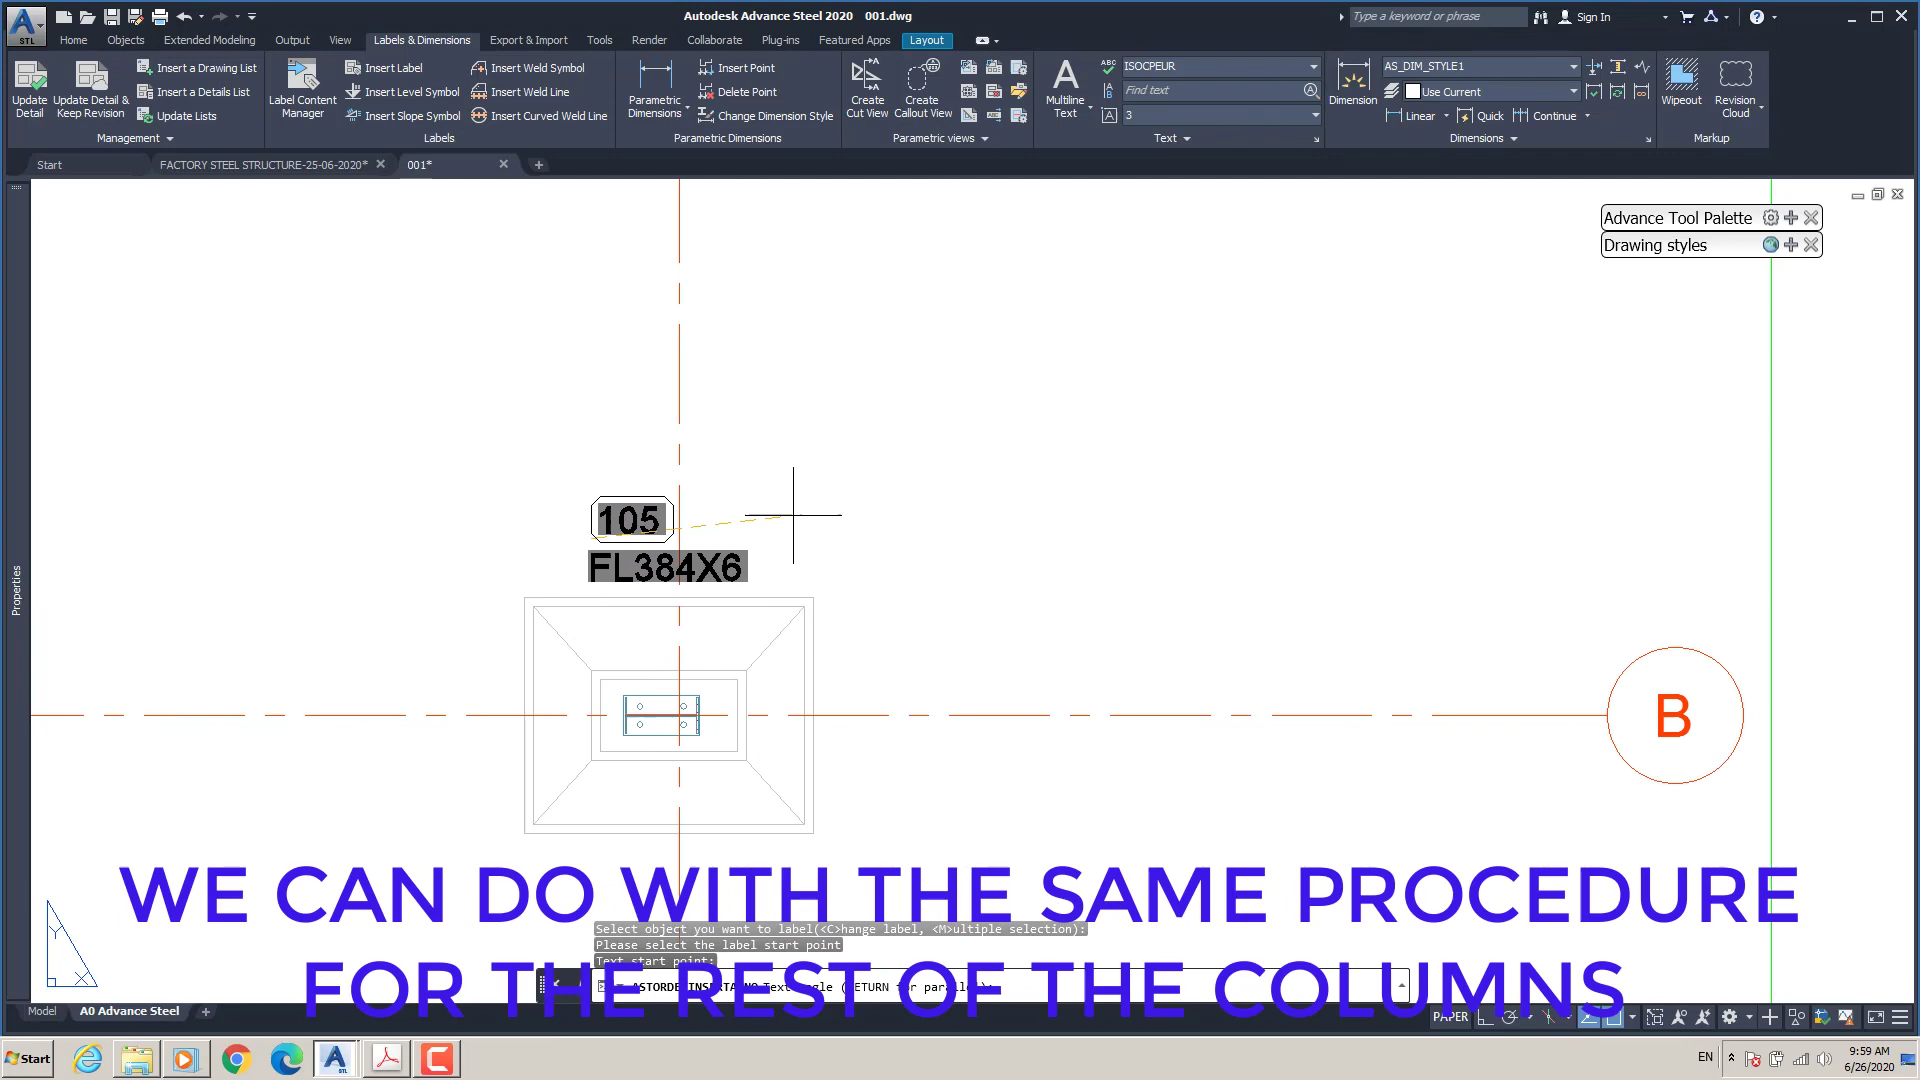 Autodesk Advance Steel 2020   001.dwg
Type a keyword or phrase
Sign In
STL
Home
Objects
Extended Modeling
Output
View
Labels & Dimensions
Export & Import
Tools
Render
Collaborate
Plug-ins
Featured Apps
Layout
Update
Detail
Update Detail &
Keep Revision
Insert a Drawing List
Insert a Details List
Update Lists
Management
Label Content
Manager
Insert Label
Insert Level Symbol
Insert Slope Symbol
Insert Weld Symbol
Insert Weld Line
Insert Curved Weld Line
Labels
Parametric
Dimensions
Insert Point
Delete Point
Change Dimension Style
Parametric Dimensions
Create
Cut View
Create
Callout View
Parametric views
Multiline
Text
ISOCPEUR
Find text
3
Text
Dimension
AS_DIM_STYLE1
Use Current
Linear
Quick
Continue
Dimensions
Wipeout
Revision
Cloud
Markup
Start
FACTORY STEEL STRUCTURE-25-06-2020*
001*
Advance Tool Palette
Drawing styles
Properties
105
FL384X6
B
Y
X
WE CAN DO WITH THE SAME PROCEDURE
FOR THE REST OF THE COLUMNS
Select object you want to label(<C>hange label, <M>ultiple selection):
Please select the label start point
Text start point:
Model
A0 Advance Steel
PAPER
Start
STL
EN
9:59 AM
6/26/2020